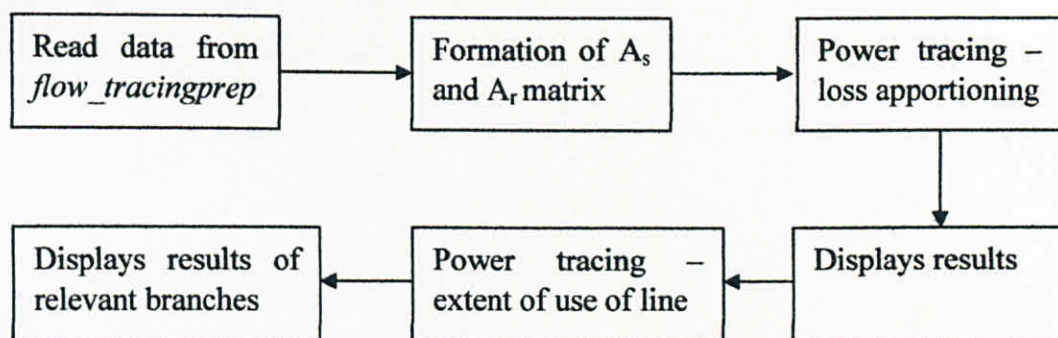 Read data from
flow_tracingprep
Formation of As
and Ar matrix
Power tracing –
loss apportioning
Displays results
Power tracing –
extent of use of line
Displays results of
relevant branches